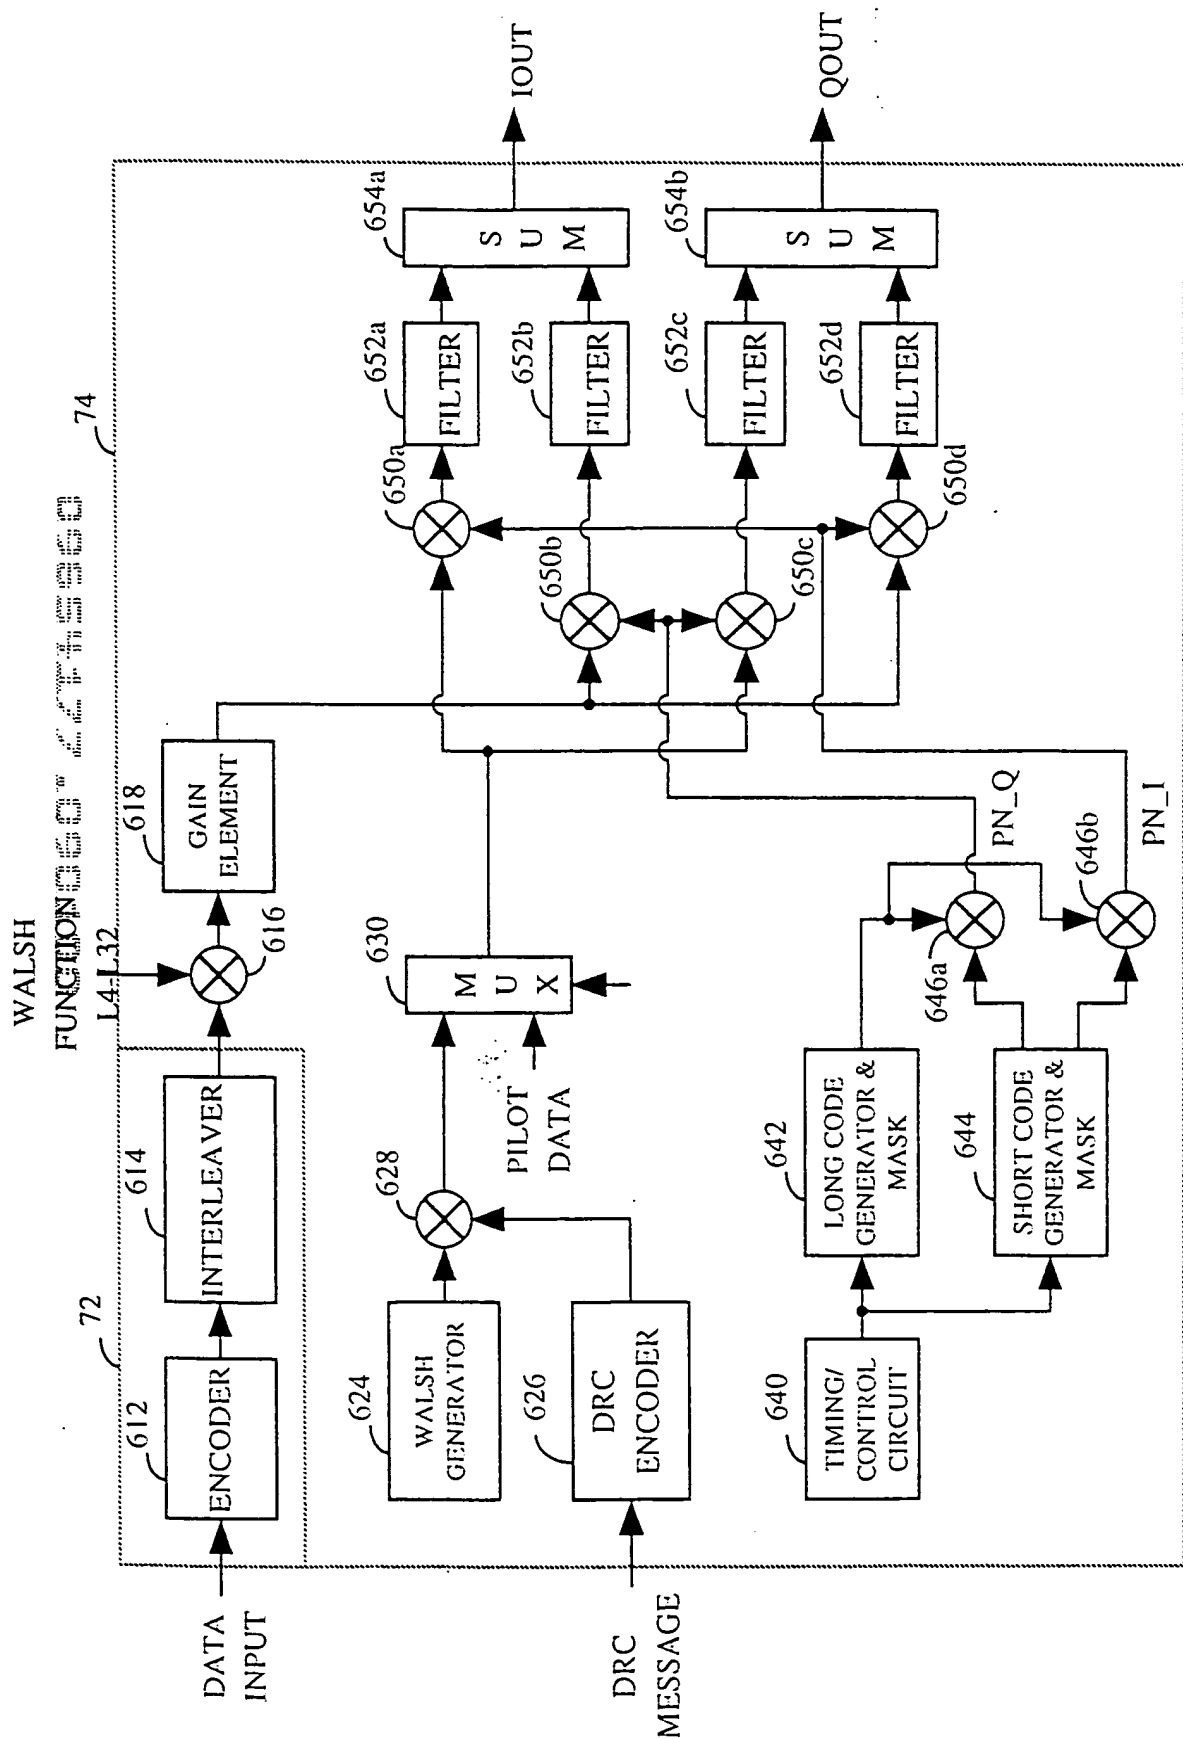 WALSH
FUNCTION
L4-L32
72
74
612
614
616
618
DATA
INPUT
ENCODER
INTERLEAVER
GAIN
ELEMENT
624
WALSH
GENERATOR
628
630
M
U
X
PILOT
DATA
626
DRC
ENCODER
DRC
MESSAGE
650a
652a
FILTER
654a
S
U
M
IOUT
650b
652b
FILTER
650c
652c
FILTER
654b
S
U
M
QOUT
650d
652d
FILTER
640
TIMING/
CONTROL
CIRCUIT
642
LONG CODE
GENERATOR &
MASK
644
SHORT CODE
GENERATOR &
MASK
646a
PN_Q
646b
PN_I